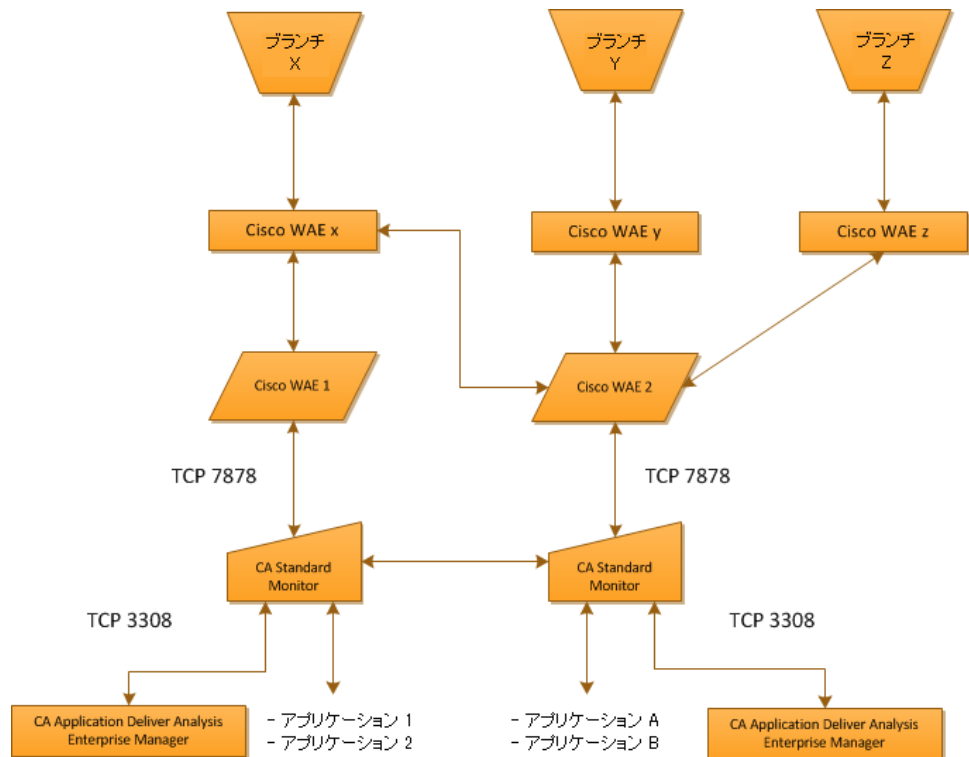 ブランチ
X
ブランチ
Y
ブランチ
Z
Cisco WAE x
Cisco WAE y
Cisco WAE z
Cisco WAE 1
Cisco WAE 2
TCP 7878
TCP 7878
CA Standard
Monitor
CA Standard
Monitor
TCP 3308
TCP 3308
CA Application Deliver Analysis
Enterprise Manager
- アプリケーション 1
- アプリケーション 2
- アプリケーション A
- アプリケーション B
CA Application Deliver Analysis
Enterprise Manager